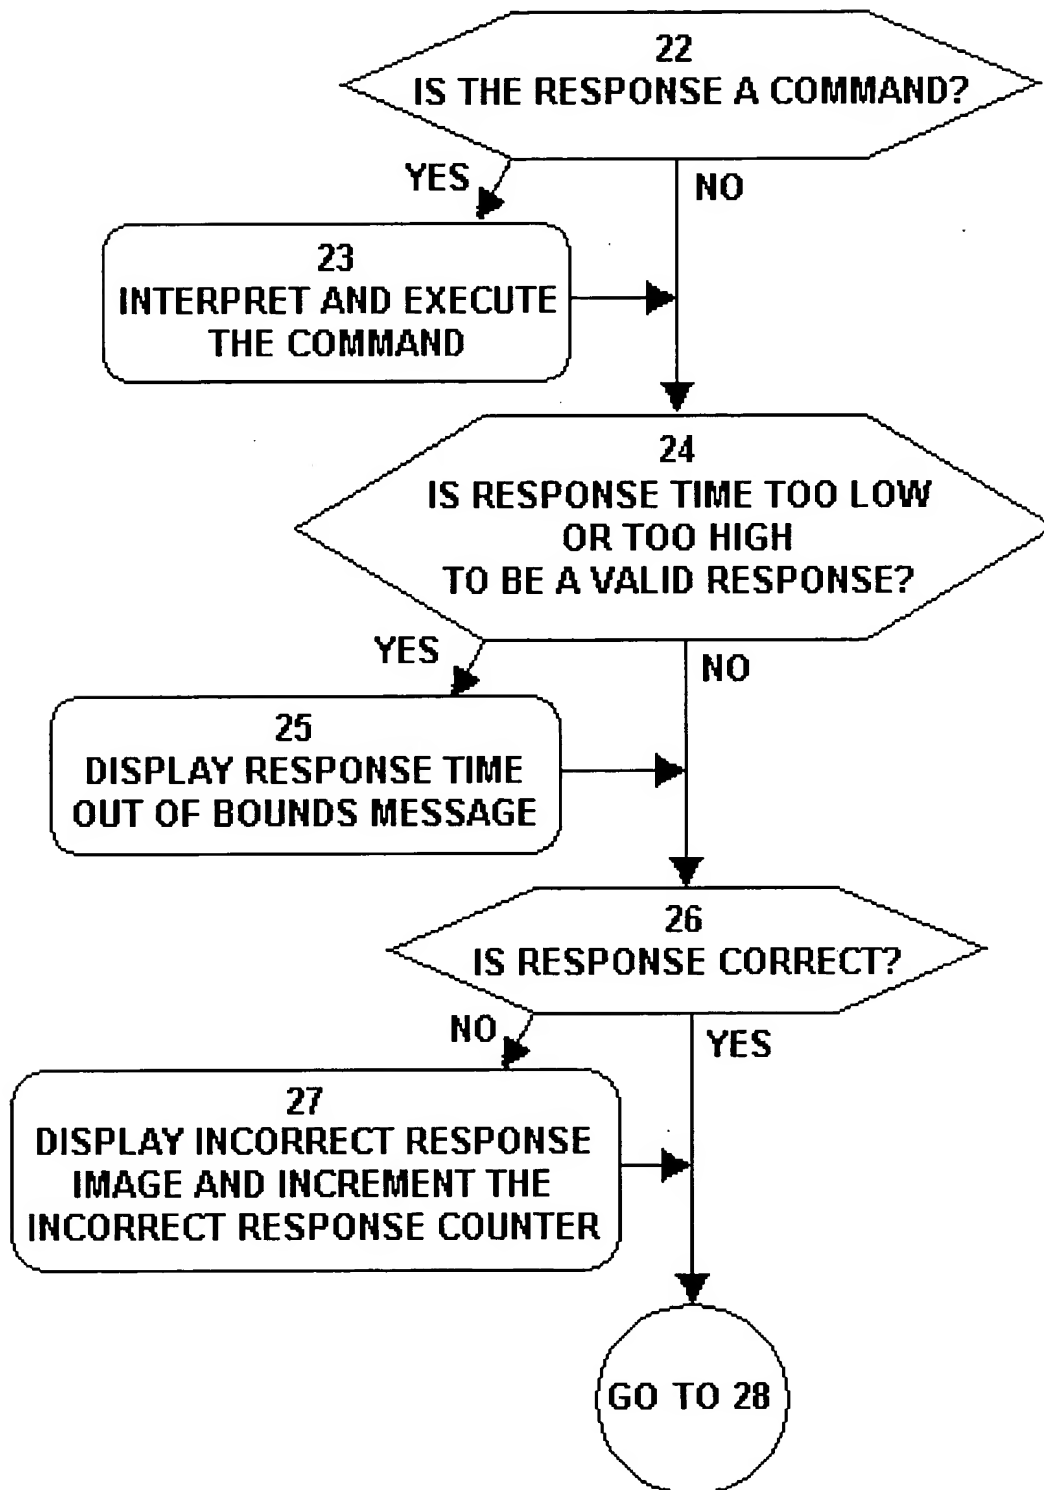 22
IS THE RESPONSE A COMMAND?
YES
NO
23
INTERPRET AND EXECUTE
THE COMMAND
24
IS RESPONSE TIME TOO LOW
OR TOO HIGH
TO BE A VALID RESPONSE?
YES
NO
25
DISPLAY RESPONSE TIME
OUT OF BOUNDS MESSAGE
26
IS RESPONSE CORRECT?
NO
YES
27
DISPLAY INCORRECT RESPONSE
IMAGE AND INCREMENT THE
INCORRECT RESPONSE COUNTER
GO TO 28